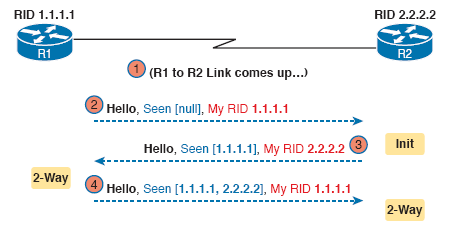 RID 1.1.1.1
RID 2.2.2.2
R1
R2
1 (R1 to R2 Link comes up...)
2 Hello, Seen [null], My RID 1.1.1.1
Hello, Seen [1.1.1.1], My RID 2.2.2.2 3
Init
2-Way
4 Hello, Seen [1.1.1.1, 2.2.2.2], My RID 1.1.1.1
2-Way